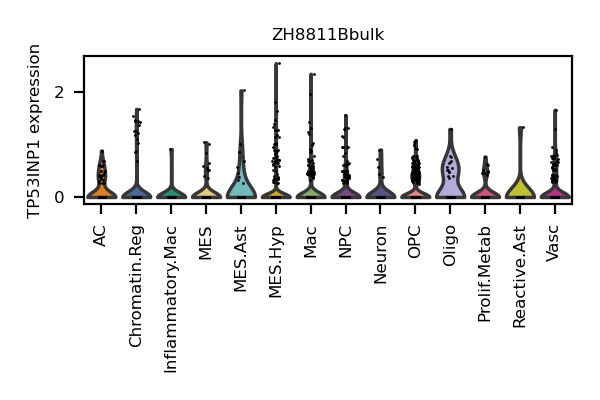 ZH8811Bbulk
TP53INP1 expression
2
0
AC
Chromatin.Reg
Inflammatory.Mac
MES
MES.Ast
MES.Hyp
Mac
NPC
Neuron
OPC
Oligo
Prolif.Metab
Reactive.Ast
Vasc